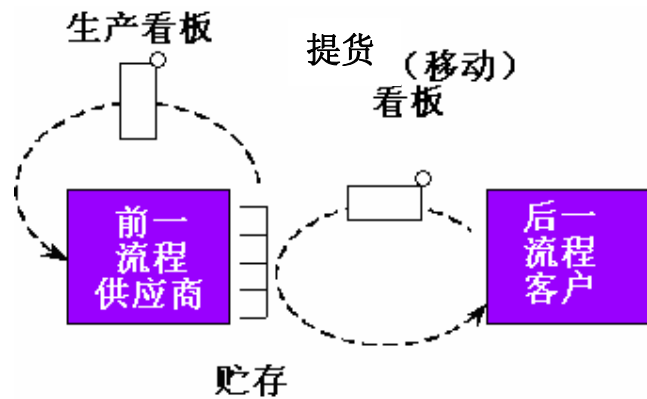 生产看板
提货（移动）
看板
前一
流程
供应商
后一
流程
客户
贮存